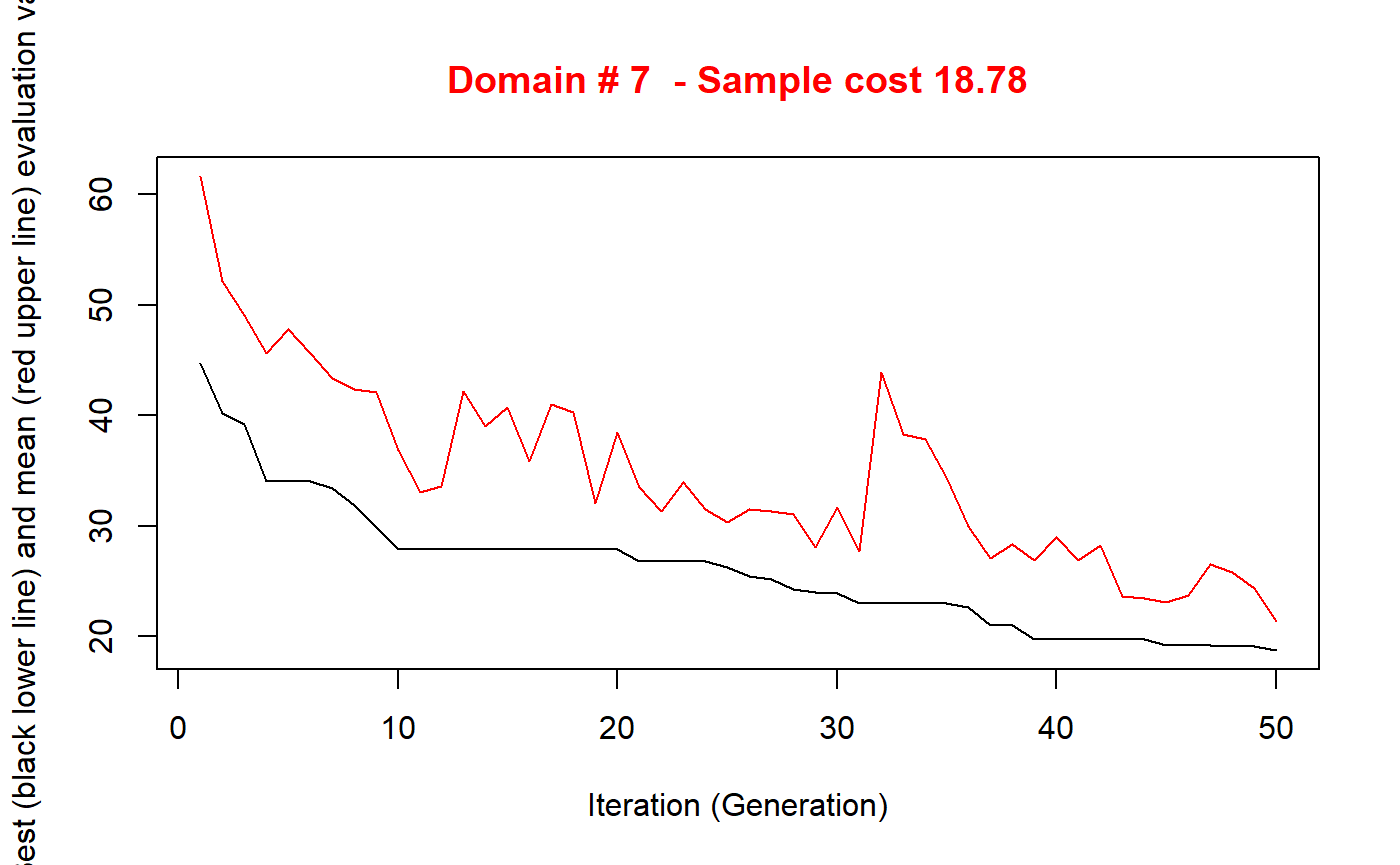 Domain # 7 - Sample cost 18.78
(black lower line) and mean (red upper line) evaluation
60
50
40
30
20
0 10 20 30 40 50
Iteration (Generation)